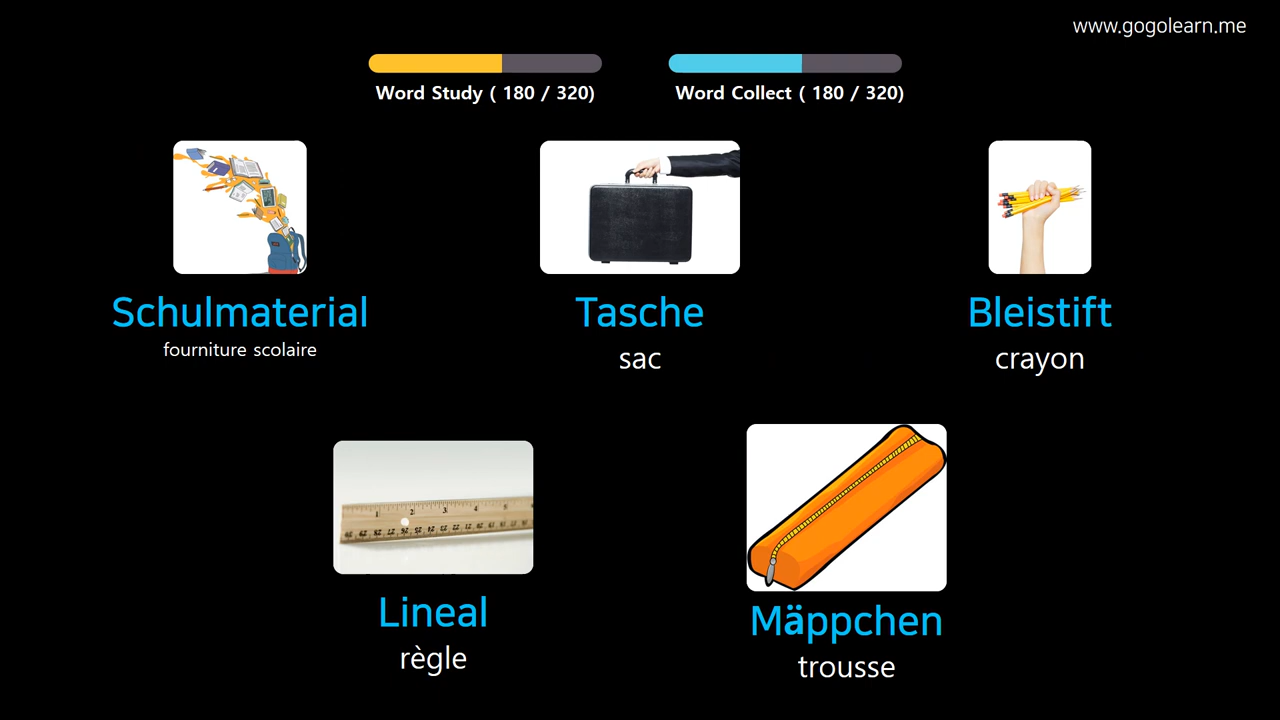 www.gogolearn.me
Word Study ( 180 / 320)
Word Collect ( 180 / 320)
Schulmaterial
fourniture scolaire
Tasche
sac
Bleistift
crayon
Lineal
règle
Mäppchen
trousse